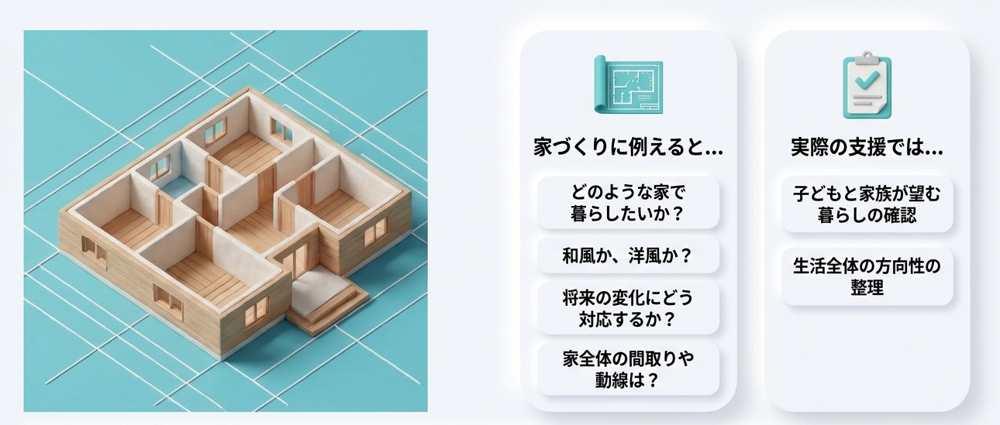 家づくりに例えると...
どのような家で
暮らしたいか？
和風か、洋風か？
将来の変化にどう
対応するか？
家全体の間取りや
動線は？
実際の支援では...
子どもと家族が望む
暮らしの確認
生活全体の方向性の
整理